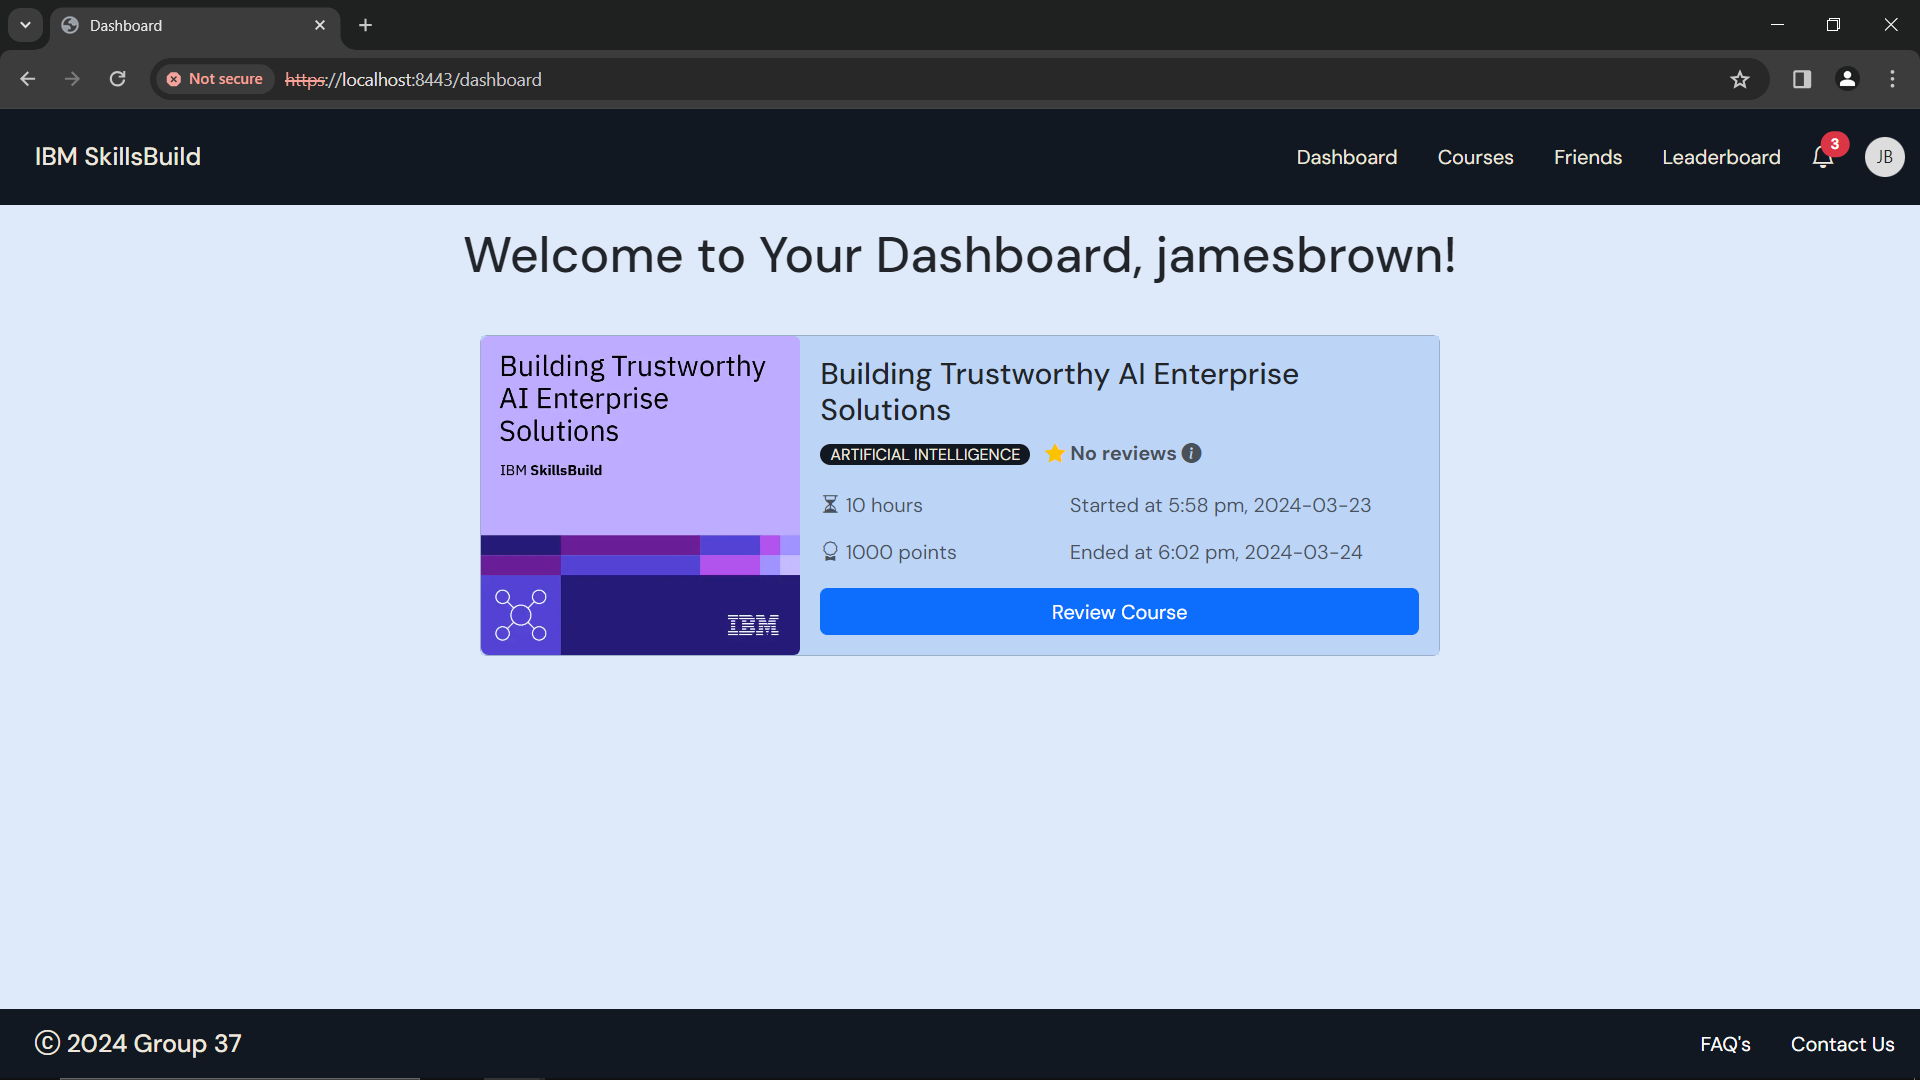 Dashboard
Not secure https://localhost:8443/dashboard
IBM SkillsBuild
Dashboard Courses Friends Leaderboard 3 JB
Welcome to Your Dashboard, jamesbrown!
Building Trustworthy
AI Enterprise
Solutions
IBM SkillsBuild
IBM
Building Trustworthy AI Enterprise
Solutions
ARTIFICIAL INTELLIGENCE No reviews
10 hours Started at 5:58 pm, 2024-03-23
1000 points Ended at 6:02 pm, 2024-03-24
Review Course
© 2024 Group 37
FAQ's Contact Us